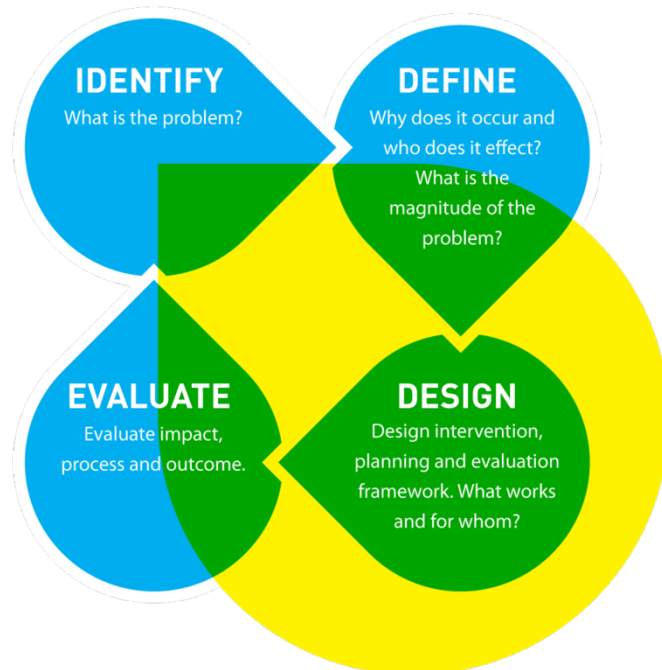 IDENTIFY
What is the problem?
DEFINE
Why does it occur and
who does it effect?
What is the
magnitude of the
problem?
EVALUATE
Evaluate impact,
process and outcome.
DESIGN
Design intervention,
planning and evaluation
framework. What works
and for whom?